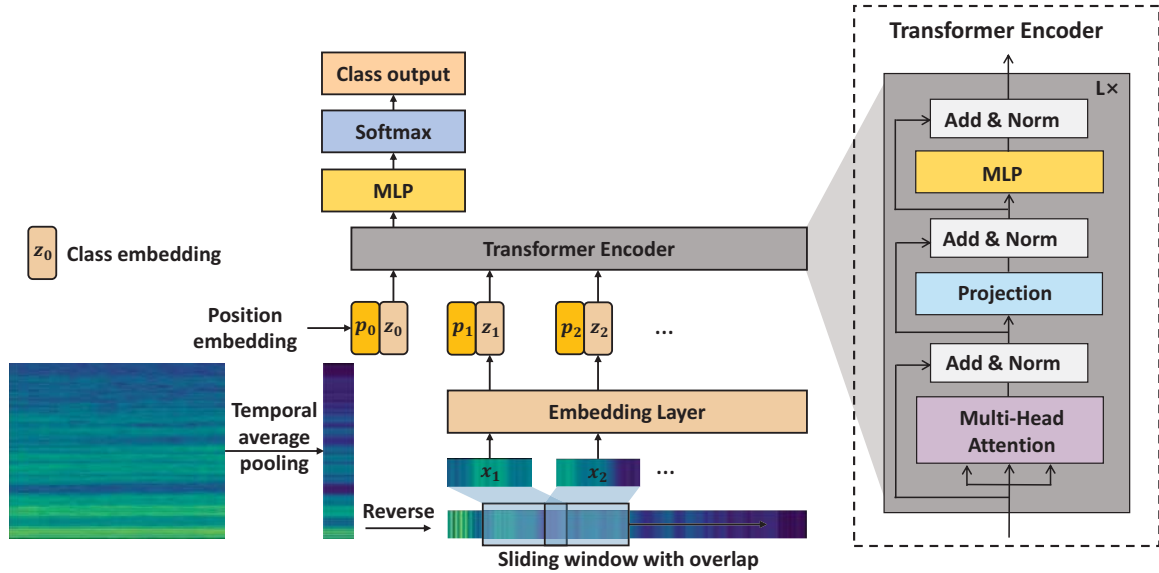 Class output
Softmax
MLP
Transformer Encoder
z₀ Class embedding
Position
embedding
p₀ z₀ p₁ z₁ p₂ z₂ ...
Embedding Layer
Temporal
average
pooling
x₁ x₂ ...
Reverse
Sliding window with overlap
Transformer Encoder
L×
Add & Norm
MLP
Add & Norm
Projection
Add & Norm
Multi-Head
Attention